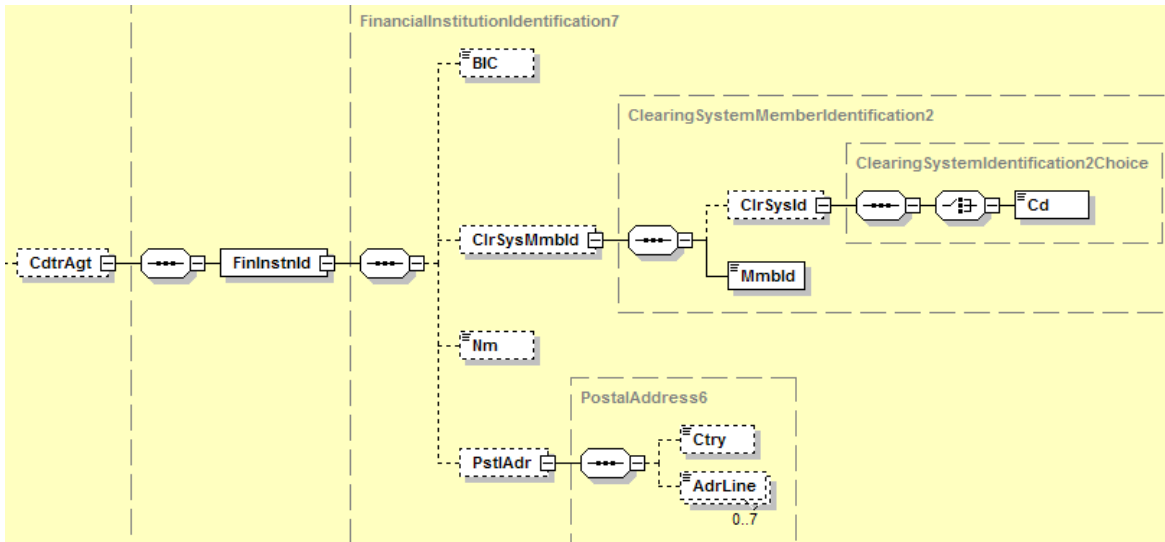 FinancialInstitutionIdentification7
BIC
ClearingSystemMemberIdentification2
ClearingSystemIdentification2Choice
ClrSysId
Cd
ClrSysMmbId
CdtrAgt
FinInstnId
MmbId
Nm
PostalAddress6
Ctry
PstlAdr
AdrLine
0..7